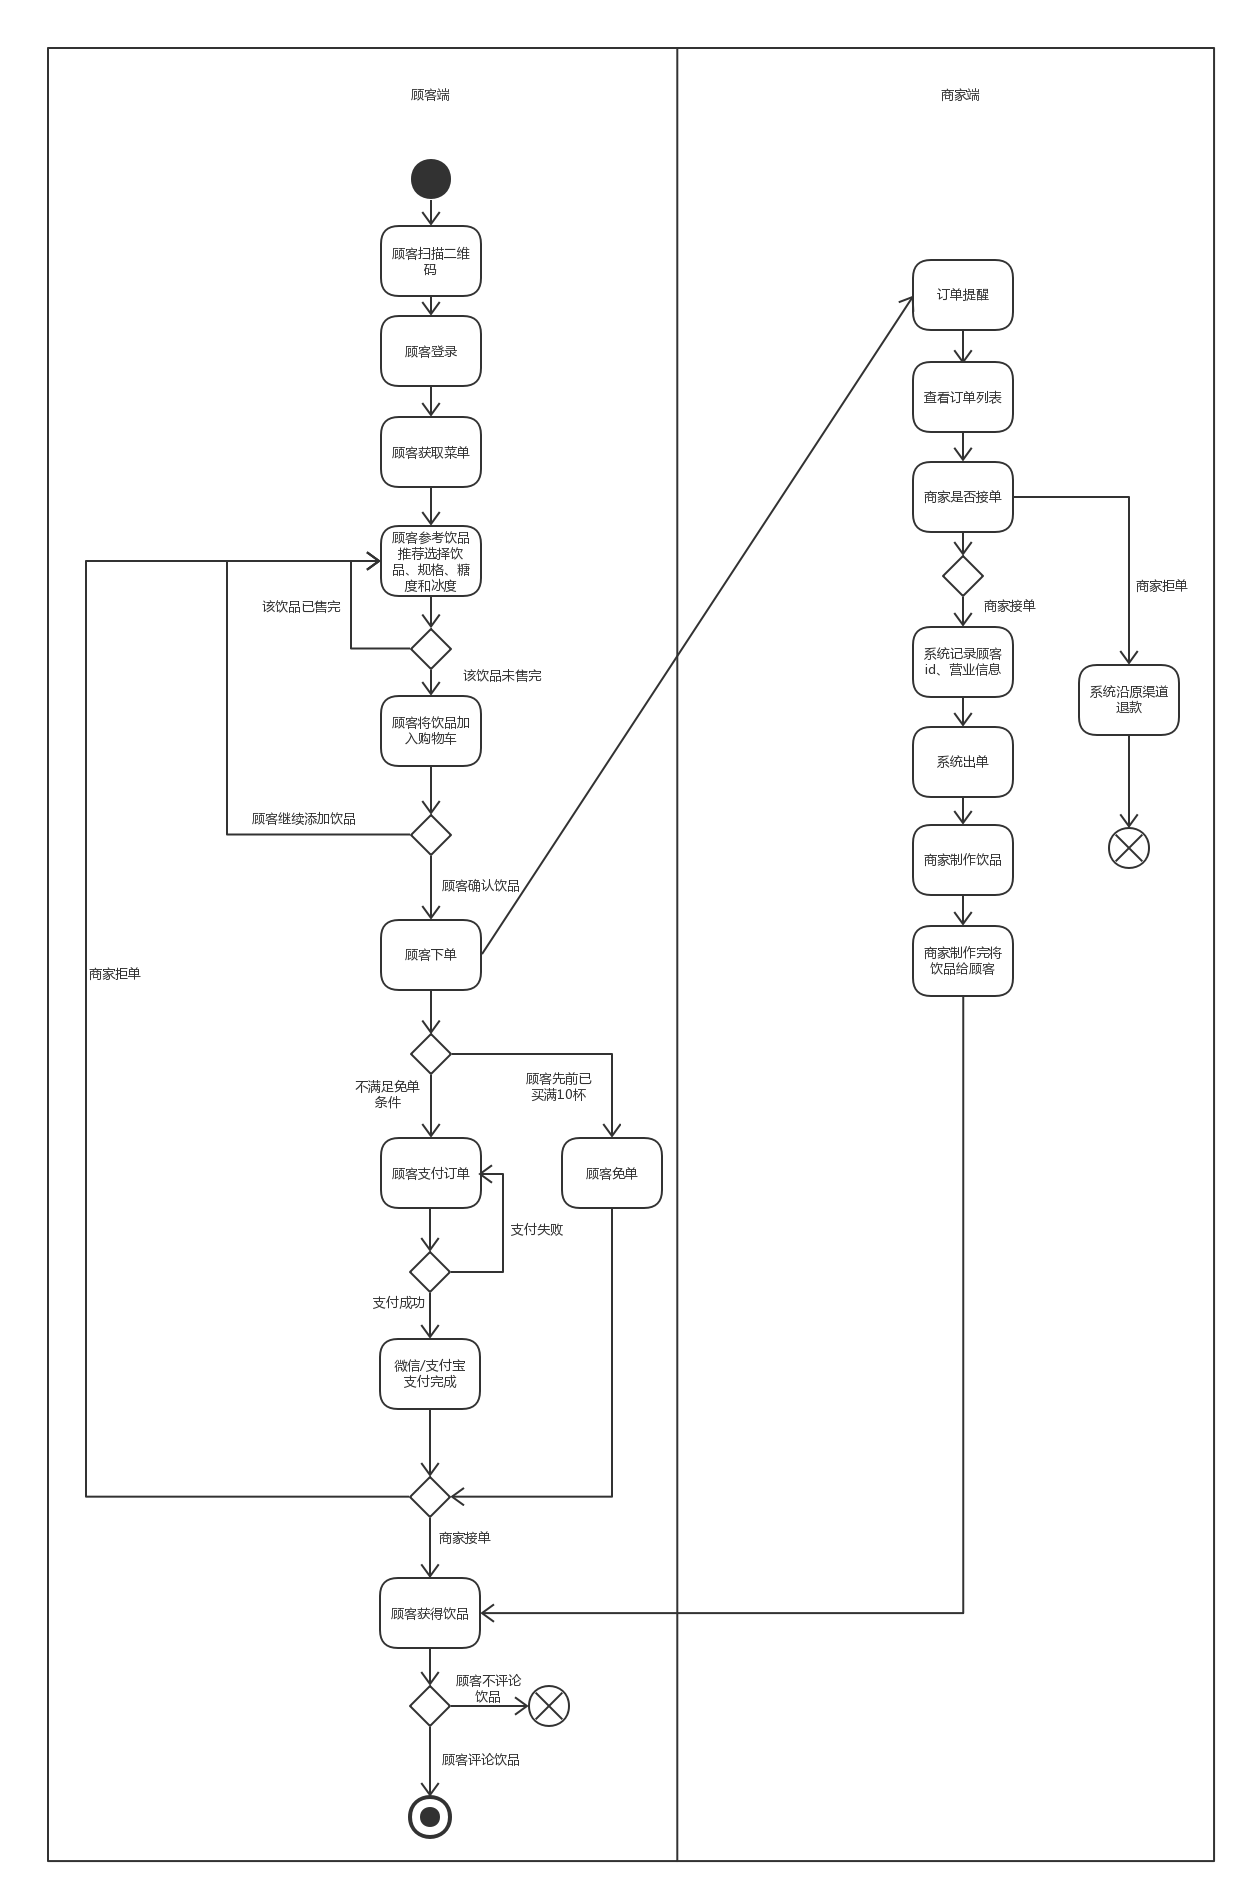 顾客端
商家端
顾客扫描二维
码
顾客登录
顾客获取菜单
顾客参考饮品
推荐选择饮
品、规格、糖
度和冰度
该饮品已售完
该饮品未售完
顾客将饮品加
入购物车
顾客继续添加饮品
顾客确认饮品
顾客下单
商家拒单
不满足免单
条件
顾客先前已
买满10杯
顾客支付订单
顾客免单
支付失败
支付成功
微信/支付宝
支付完成
商家接单
顾客获得饮品
顾客不评论
饮品
顾客评论饮品
订单提醒
查看订单列表
商家是否接单
商家接单
商家拒单
系统记录顾客
id、营业信息
系统沿原渠道
退款
系统出单
商家制作饮品
商家制作完将
饮品给顾客